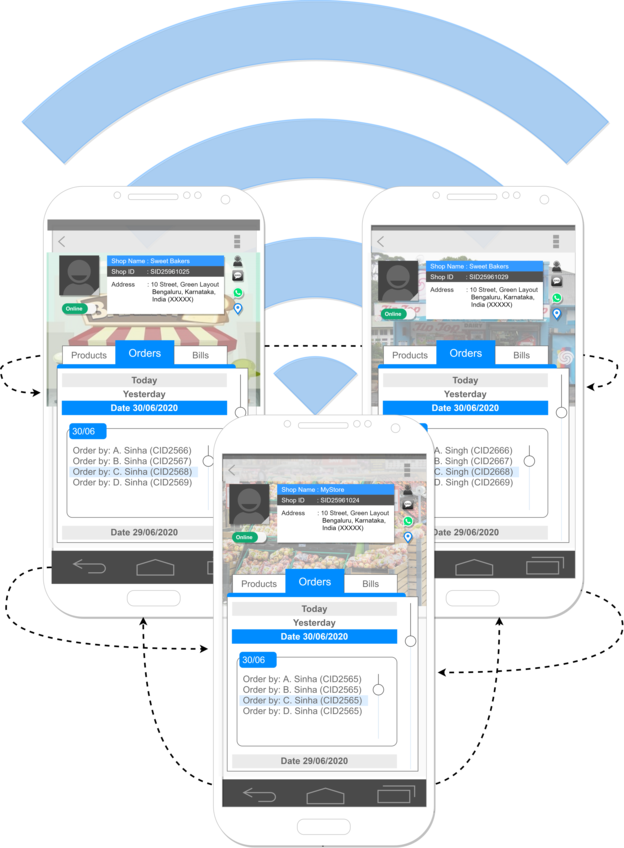 Shop Name : Sweet Bakers
Shop ID : SID25961025
Address : 10 Street, Green Layout
Bengaluru, Karnataka,
India (XXXXX)
Online
Products
Orders
Bills
Today
Yesterday
Date 30/06/2020
30/06
Order by: A. Sinha (CID2566)
Order by: B. Sinha (CID2567)
Order by: C. Sinha (CID2568)
Order by: D. Sinha (CID2569)
Date 29/06/2020
Shop Name : Sweet Bakers
Shop ID : SID25961029
Address : 10 Street, Green Layout
Bengaluru, Karnataka,
India (XXXXX)
Online
Products
Orders
Bills
Today
Yesterday
Date 30/06/2020
A. Singh (CID2666)
B. Singh (CID2667)
C. Singh (CID2668)
D. Singh (CID2669)
Date 29/06/2020
Shop Name : MyStore
Shop ID : SID25961024
Address : 10 Street, Green Layout
Bengaluru, Karnataka,
India (XXXXX)
Online
Products
Orders
Bills
Today
Yesterday
Date 30/06/2020
30/06
Order by: A. Sinha (CID2565)
Order by: B. Sinha (CID2565)
Order by: C. Sinha (CID2565)
Order by: D. Sinha (CID2565)
Date 29/06/2020